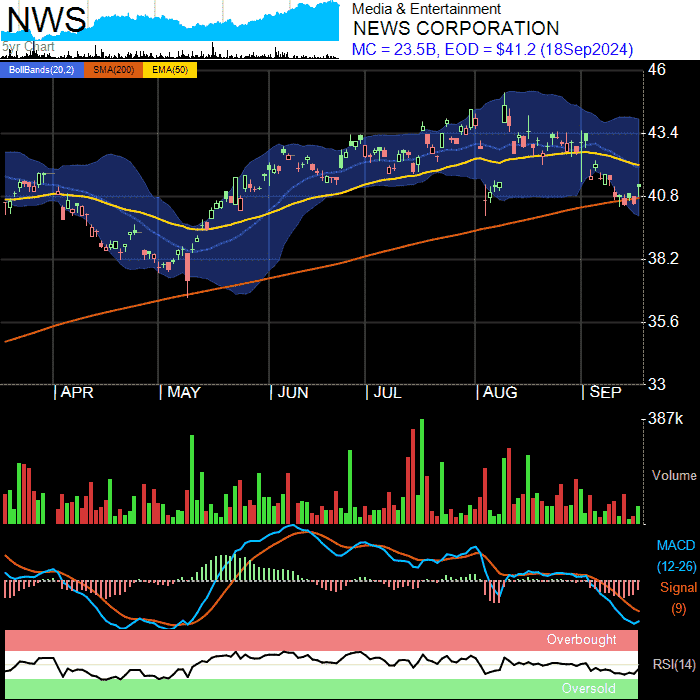 NWS
5yr Chart
Media & Entertainment
NEWS CORPORATION
MC = 23.5B, EOD = $41.2 (18Sep2024)
BollBands(20,2) SMA(200) EMA(50)
46
43.4
40.8
38.2
35.6
33
APR MAY JUN JUL AUG SEP
387k
Volume
MACD
(12-26)
Signal
(9)
Overbought
RSI(14)
Oversold